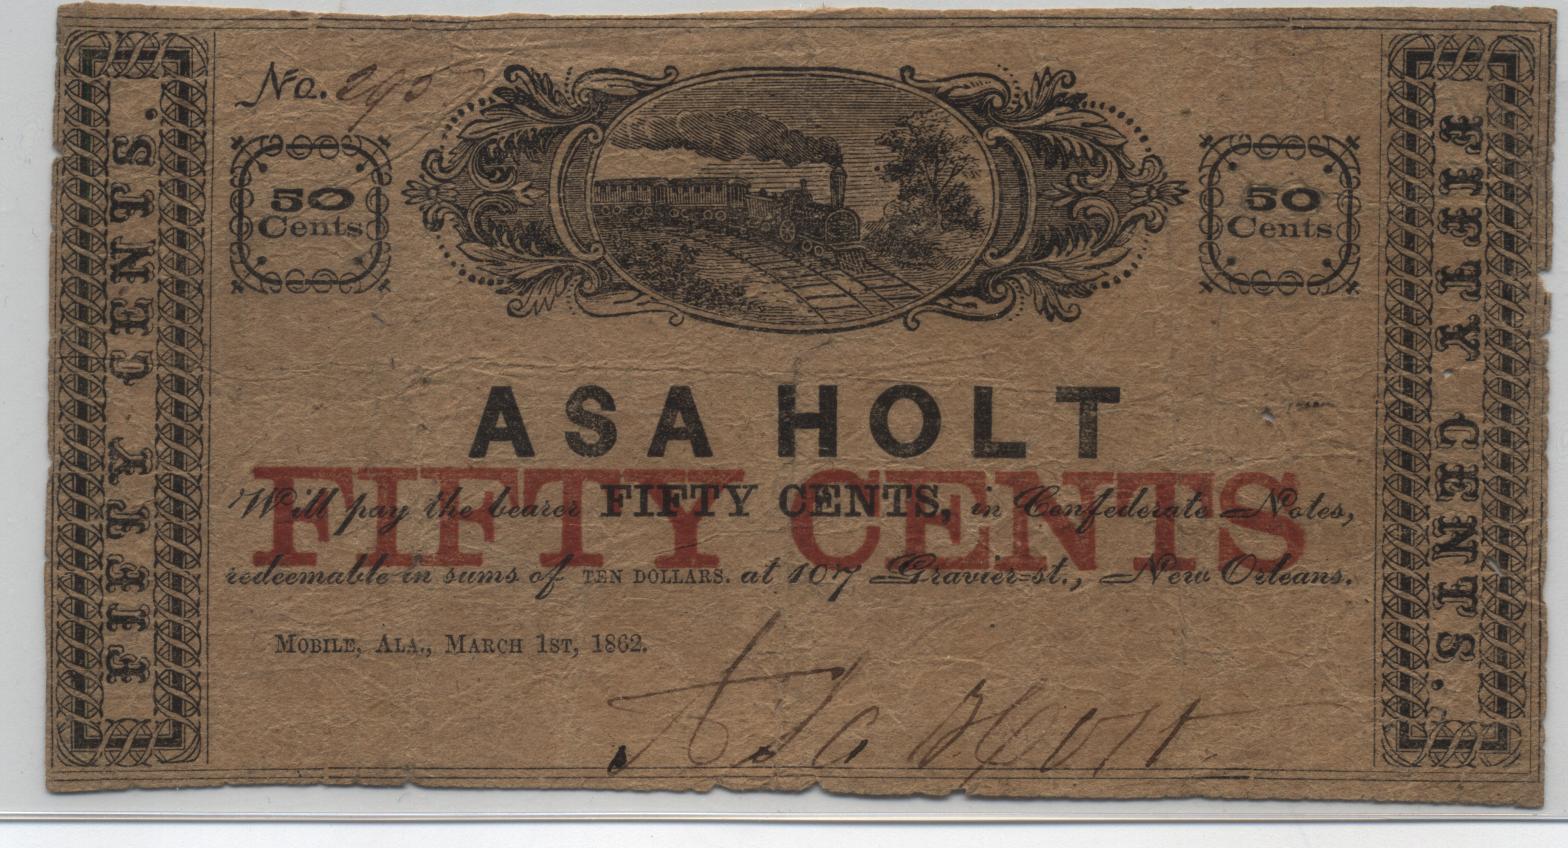 No. 295
50
Cents
50
Cents
FIFTY CENTS.
ASA HOLT
FIFTY CENTS
Will pay the bearer FIFTY CENTS, in Confederate Notes,
redeemable in sums of TEN DOLLARS. at 107 Gravier-st., New Orleans.
MOBILE, ALA., MARCH 1ST, 1862.
Asa Holt
FIFTY CENTS.